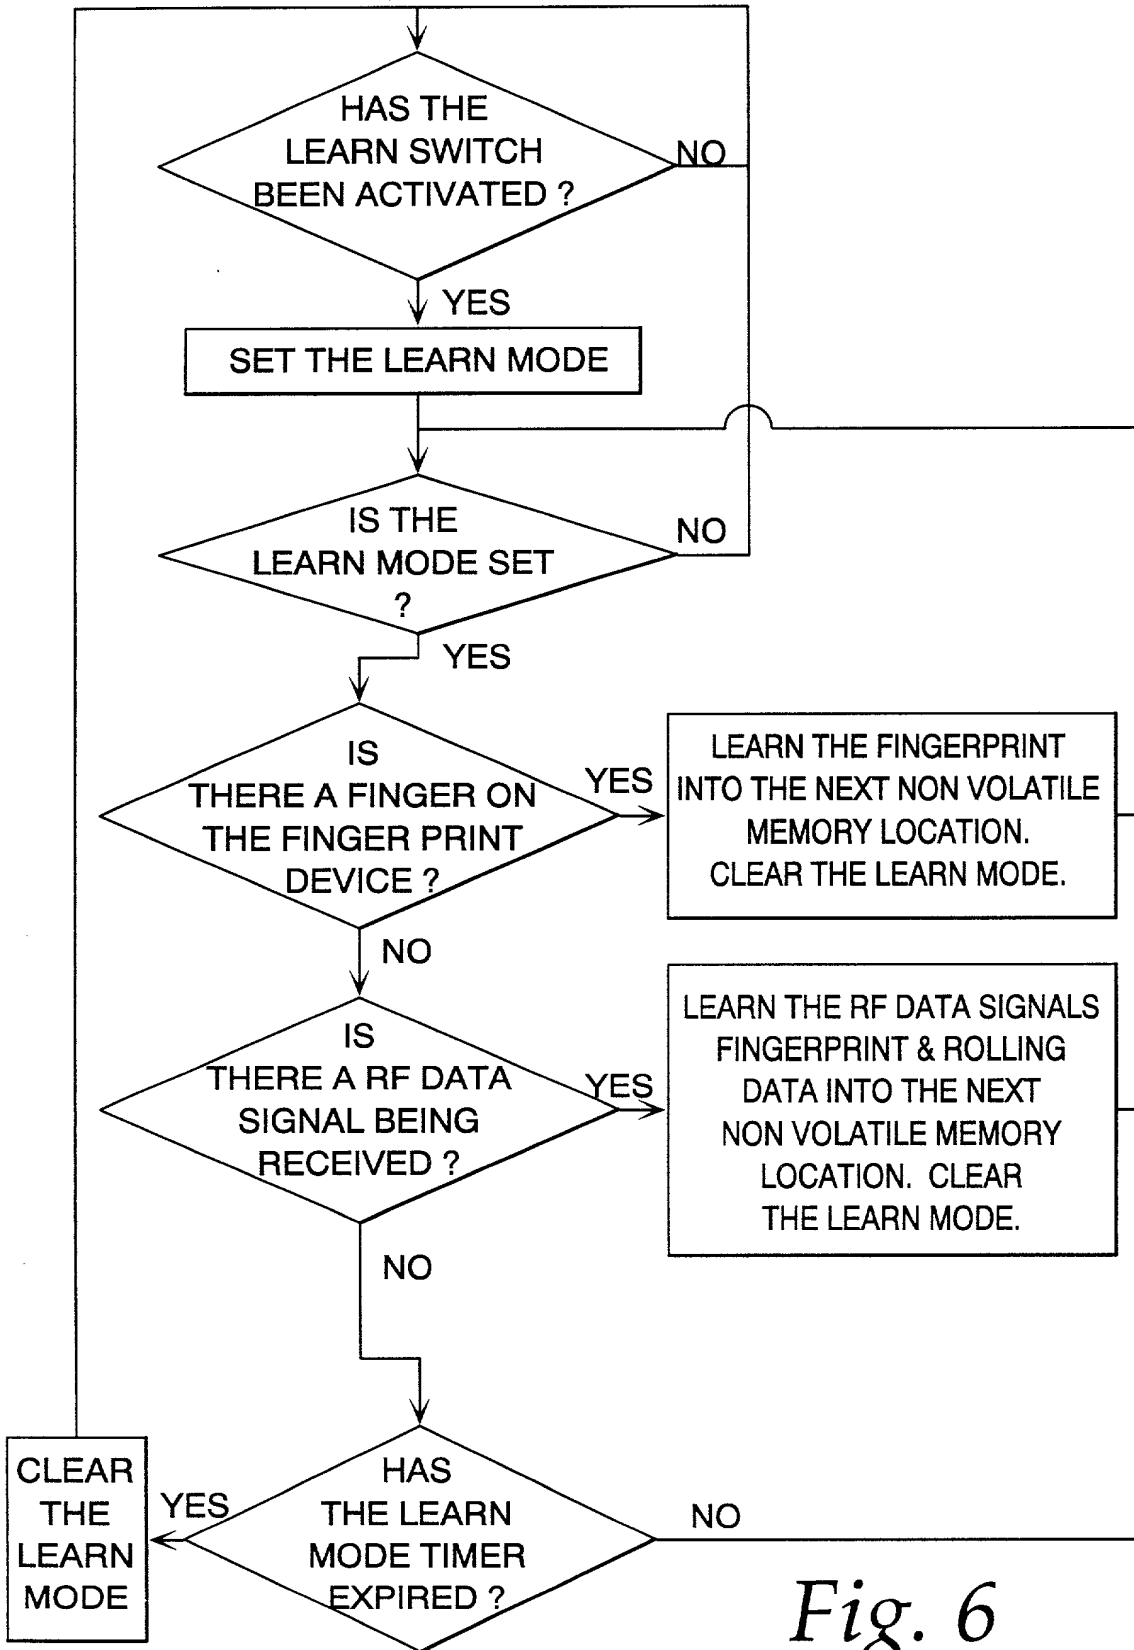 HAS THE
LEARN SWITCH
BEEN ACTIVATED ?
NO
YES
SET THE LEARN MODE
IS THE
LEARN MODE SET
?
NO
YES
IS
THERE A FINGER ON
THE FINGER PRINT
DEVICE ?
YES
LEARN THE FINGERPRINT
INTO THE NEXT NON VOLATILE
MEMORY LOCATION.
CLEAR THE LEARN MODE.
NO
IS
THERE A RF DATA
SIGNAL BEING
RECEIVED ?
YES
LEARN THE RF DATA SIGNALS
FINGERPRINT & ROLLING
DATA INTO THE NEXT
NON VOLATILE MEMORY
LOCATION. CLEAR
THE LEARN MODE.
NO
HAS
THE LEARN
MODE TIMER
EXPIRED ?
YES
CLEAR
THE
LEARN
MODE
NO
Fig. 6